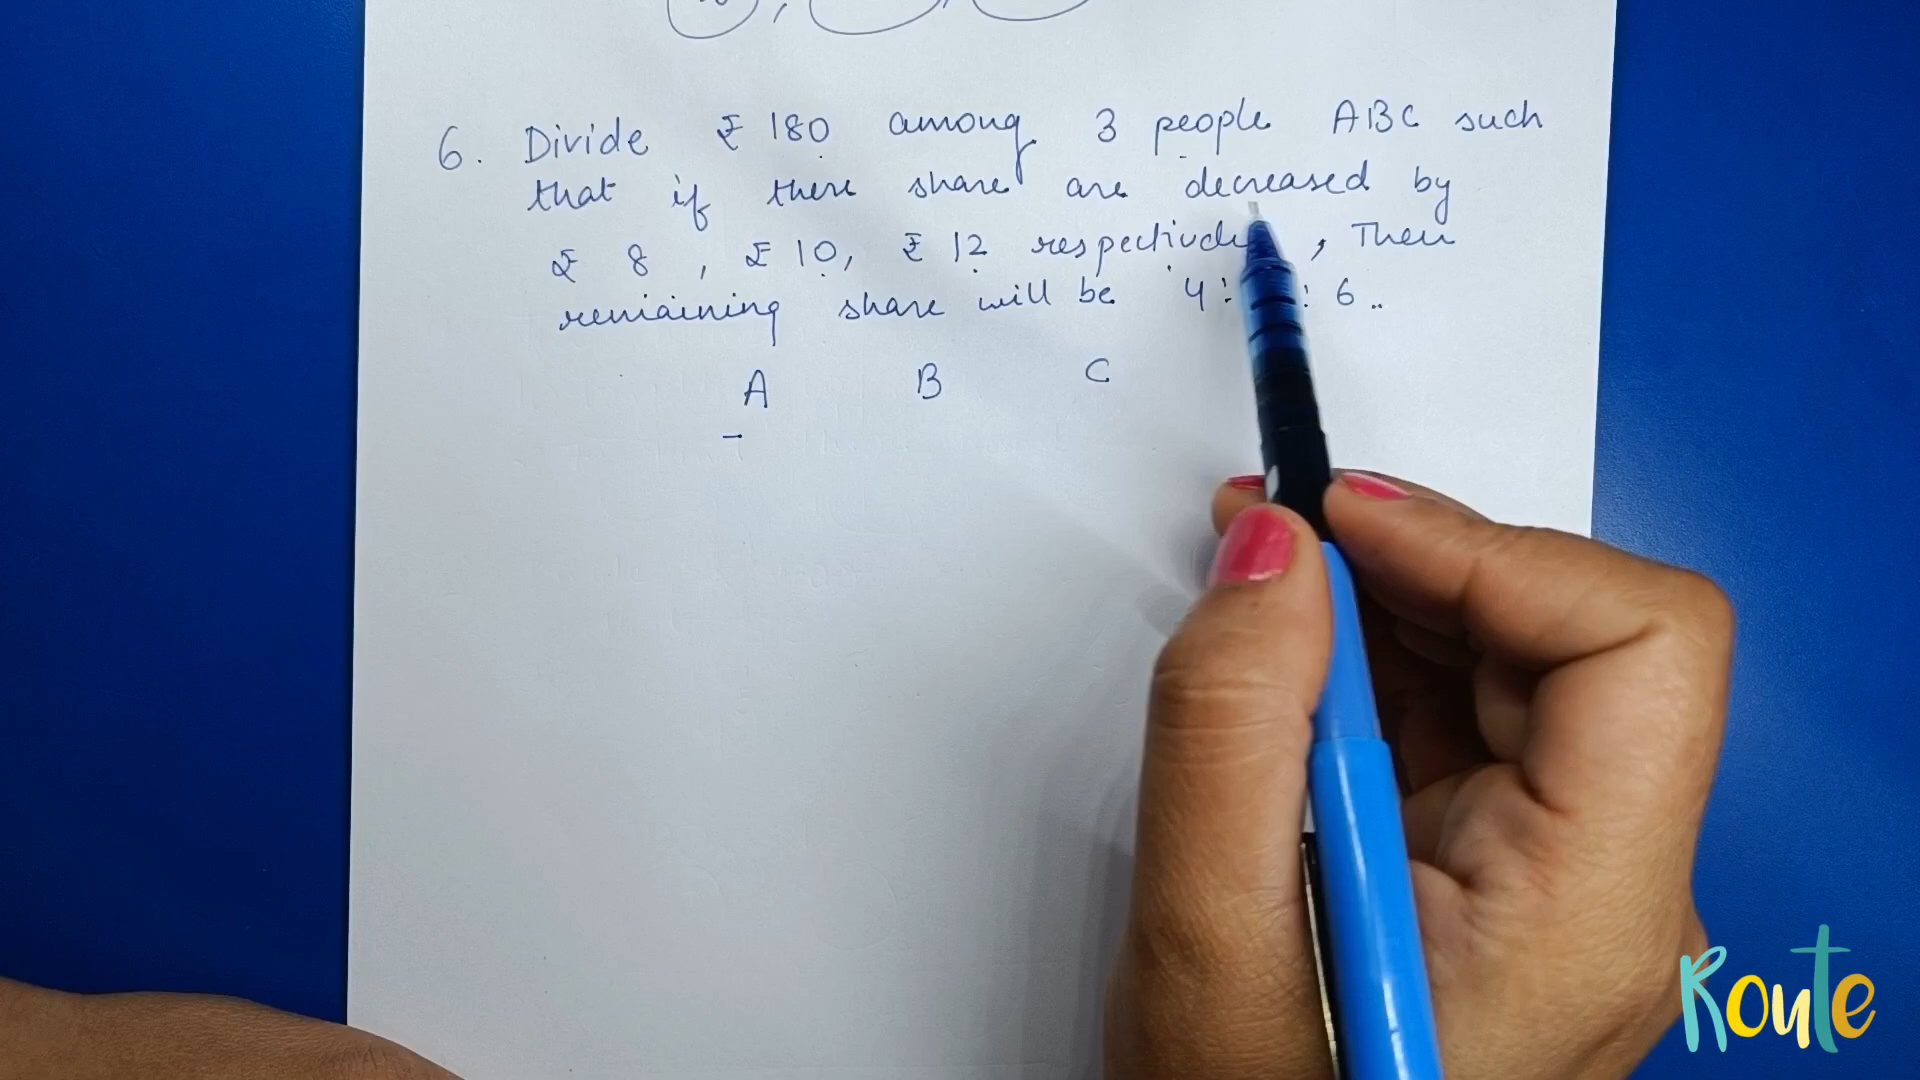 6. Divide ₹ 180 among 3 people ABC such
that if there share are decreased by
₹ 8 , ₹ 10, ₹ 12 respectively , Then
remaining share will be 4 : : 6 ..
A B C
-
Route